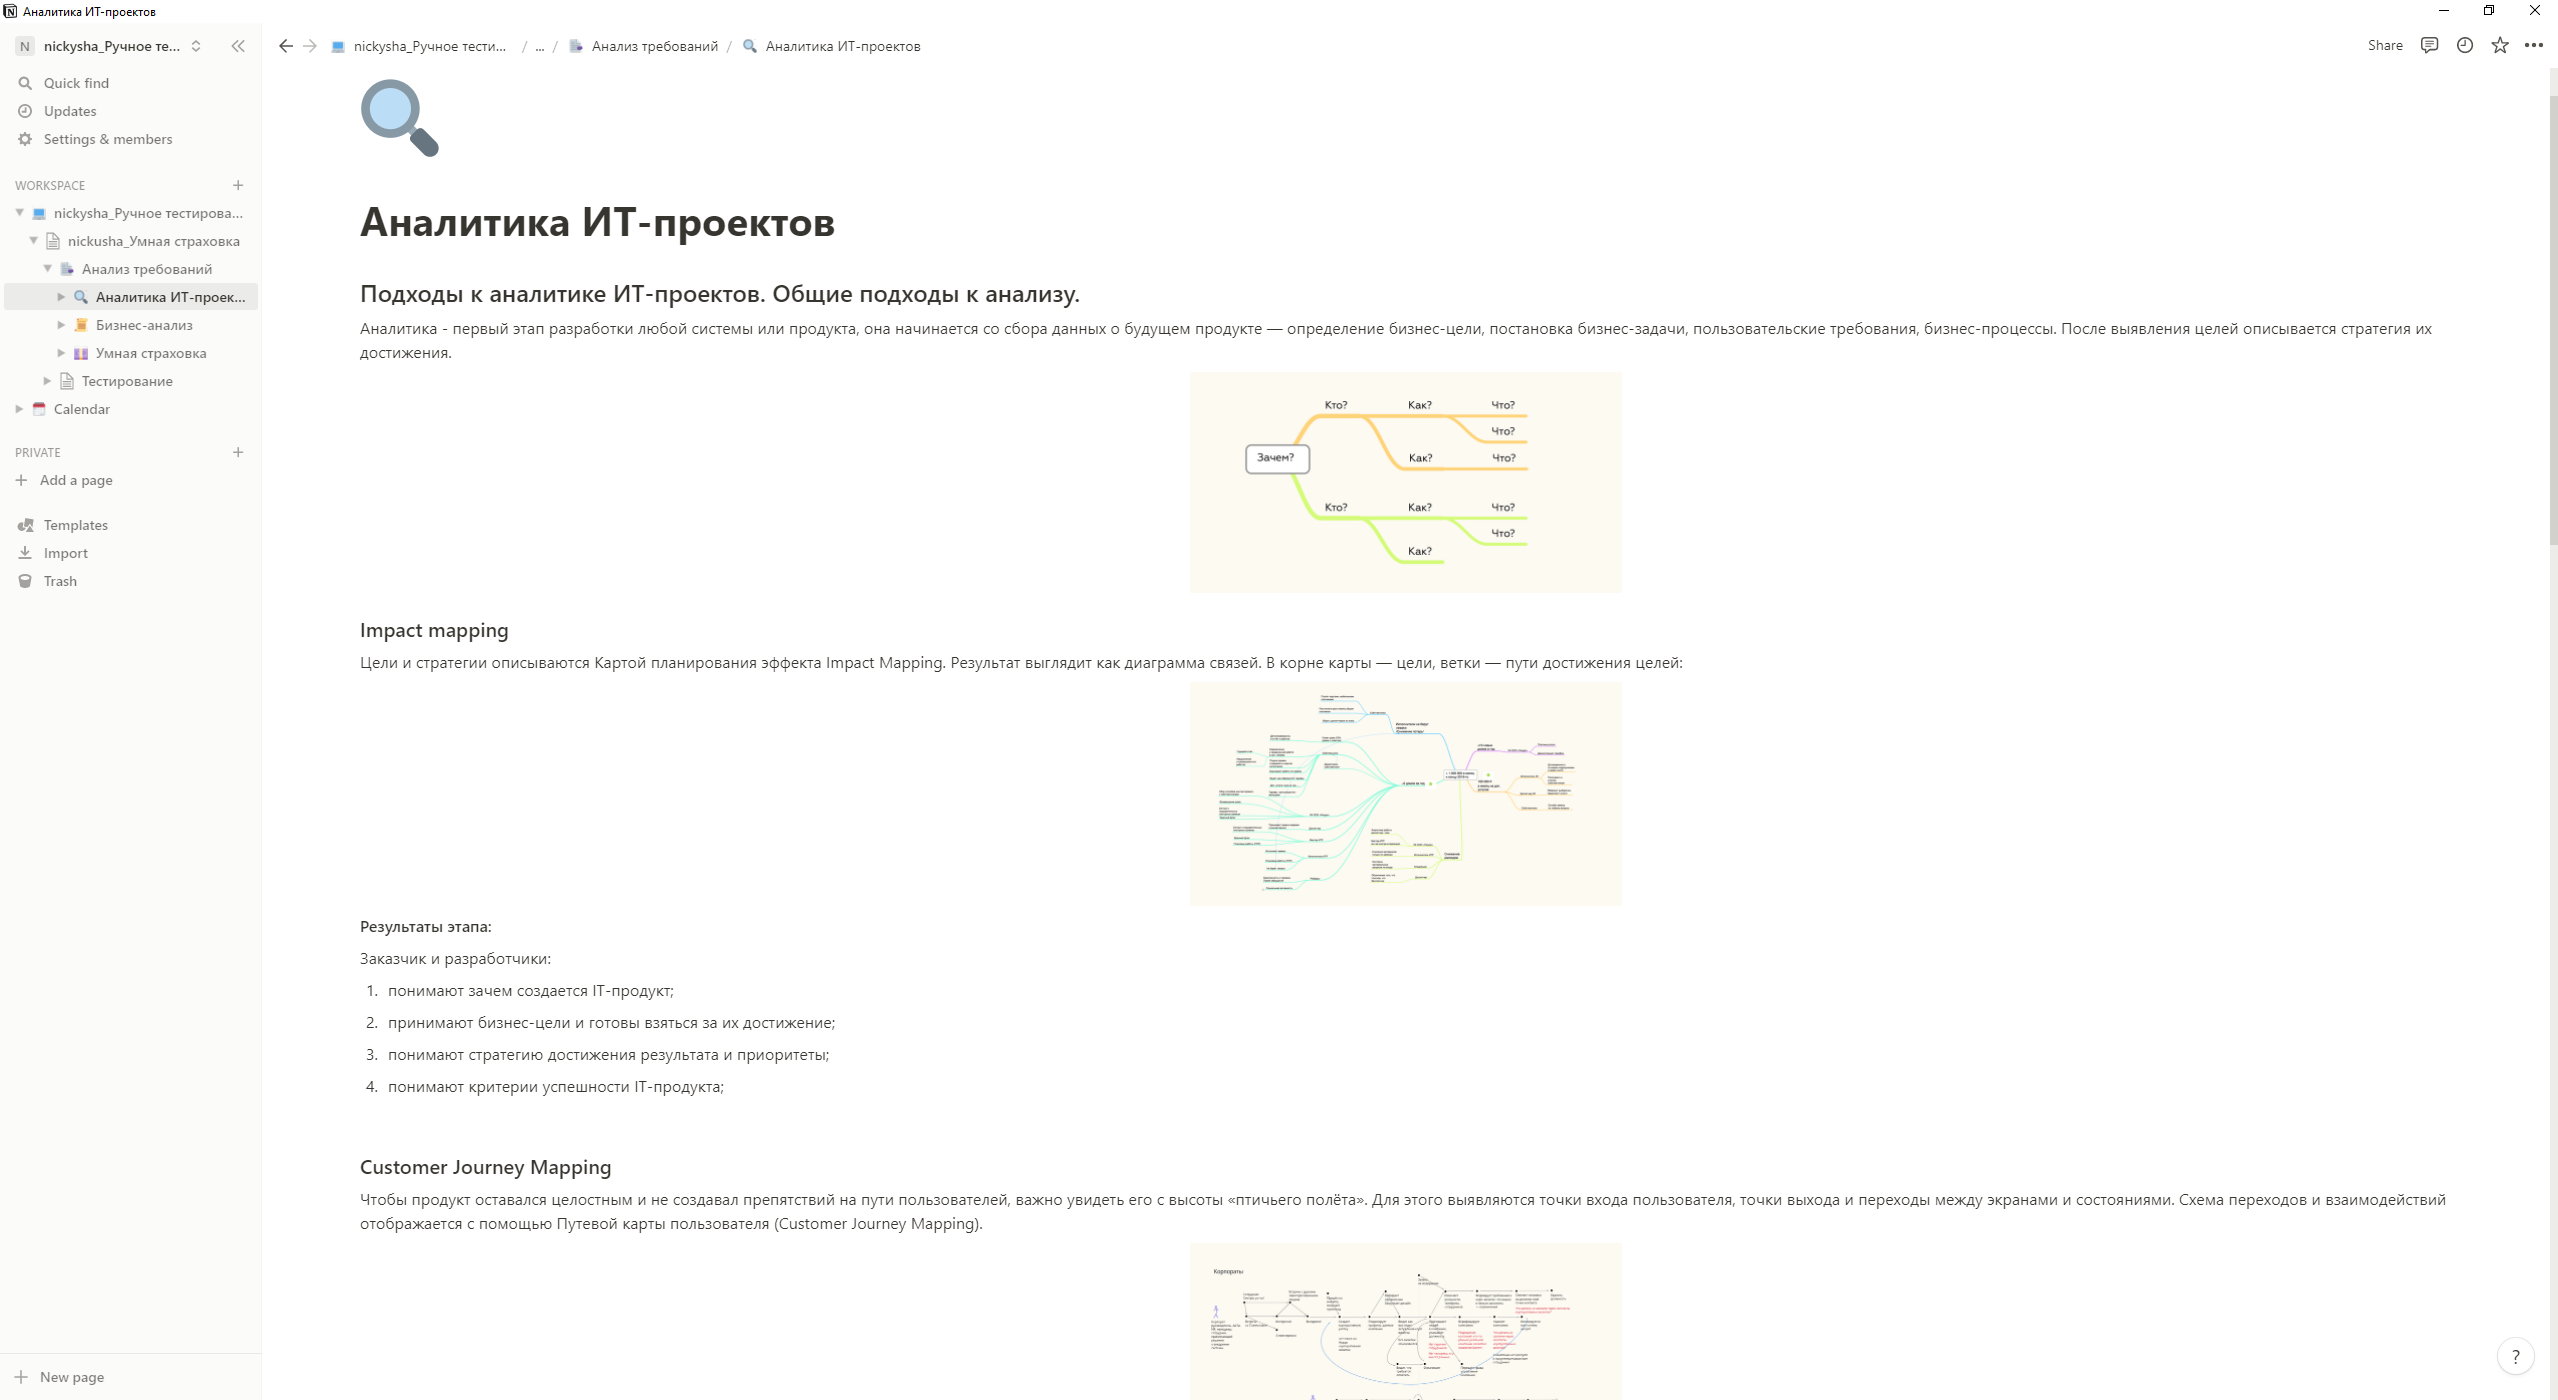 Аналитика ИТ-проектов
N nickysha_Ручное те...
nickysha_Ручное тести... / ... / Анализ требований / Аналитика ИТ-проектов
Share
Quick find
Updates
Settings & members
WORKSPACE
nickysha_Ручное тестирова...
nickusha_Умная страховка
Анализ требований
Аналитика ИТ-проек...
Бизнес-анализ
Умная страховка
Тестирование
Calendar
PRIVATE
Add a page
Templates
Import
Trash
New page
Аналитика ИТ-проектов
Подходы к аналитике ИТ-проектов. Общие подходы к анализу.
Аналитика - первый этап разработки любой системы или продукта, она начинается со сбора данных о будущем продукте — определение бизнес-цели, постановка бизнес-задачи, пользовательские требования, бизнес-процессы. После выявления целей описывается стратегия их
достижения.
Кто? Как? Что?
Что?
Зачем? Как? Что?
Кто? Как? Что?
Что?
Как?
Impact mapping
Цели и стратегии описываются Картой планирования эффекта Impact Mapping. Результат выглядит как диаграмма связей. В корне карты — цели, ветки — пути достижения целей:
Результаты этапа:
Заказчик и разработчики:
1. понимают зачем создается IT-продукт;
2. принимают бизнес-цели и готовы взяться за их достижение;
3. понимают стратегию достижения результата и приоритеты;
4. понимают критерии успешности IT-продукта;
Customer Journey Mapping
Чтобы продукт оставался целостным и не создавал препятствий на пути пользователей, важно увидеть его с высоты «птичьего полёта». Для этого выявляются точки входа пользователя, точки выхода и переходы между экранами и состояниями. Схема переходов и взаимодействий
отображается с помощью Путевой карты пользователя (Customer Journey Mapping).
Корпораты
?